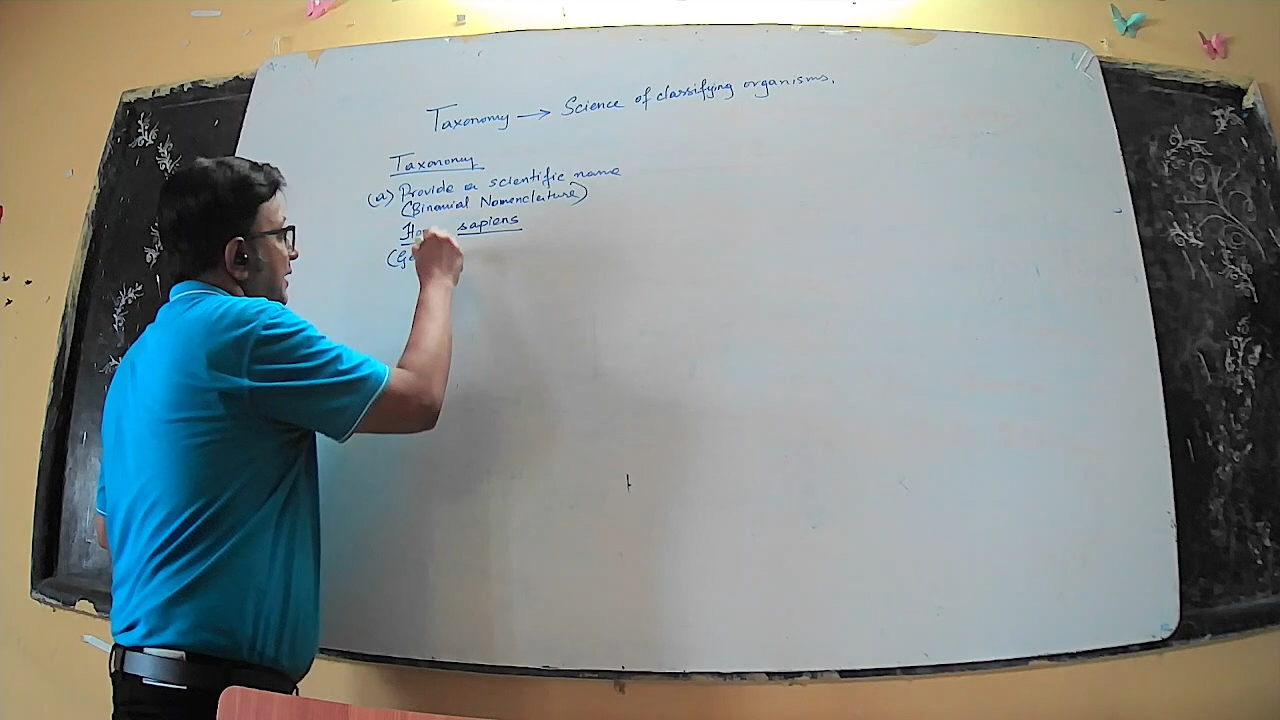 Taxonomy → Science of classifying organisms.
Taxonomy
(a) Provide a scientific name
(Binomial Nomenclature)
sapiens